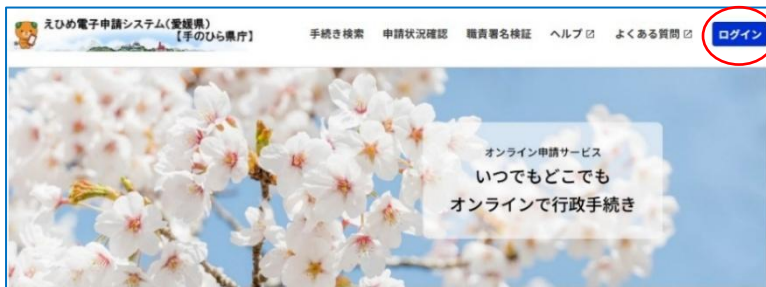 えひめ電子申請システム(愛媛県)
【手のひら県庁】
手続き検索 申請状況確認 職責署名検証 ヘルプ よくある質問 ログイン
オンライン申請サービス
いつでもどこでも
オンラインで行政手続き